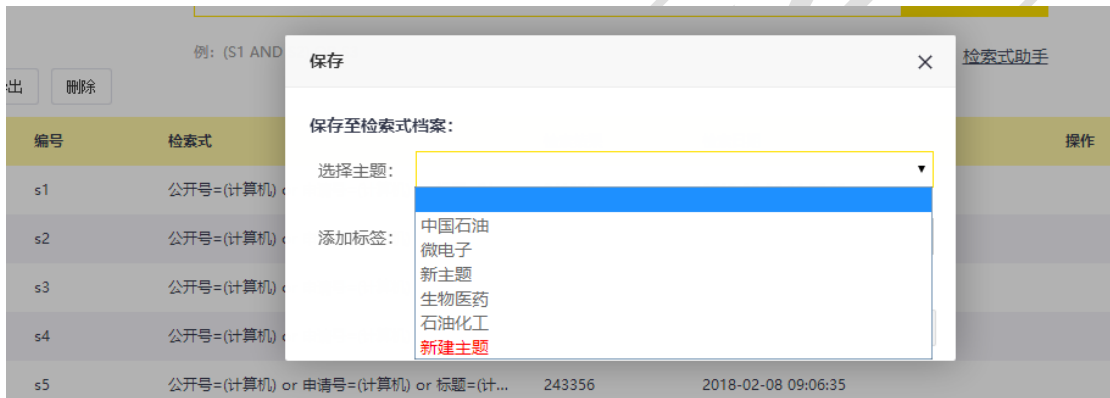 例: (S1 AND
保存
检索式助手
出 删除
保存至检索式档案:
编号 检索式 操作
选择主题:
s1 公开号=(计算机)
中国石油
微电子
s2 公开号=(计算机) 添加标签:
新主题
s3 公开号=(计算机)
生物医药
石油化工
s4 公开号=(计算机)
新建主题
s5 公开号=(计算机) or 申请号=(计算机) or 标题=(计... 243356 2018-02-08 09:06:35